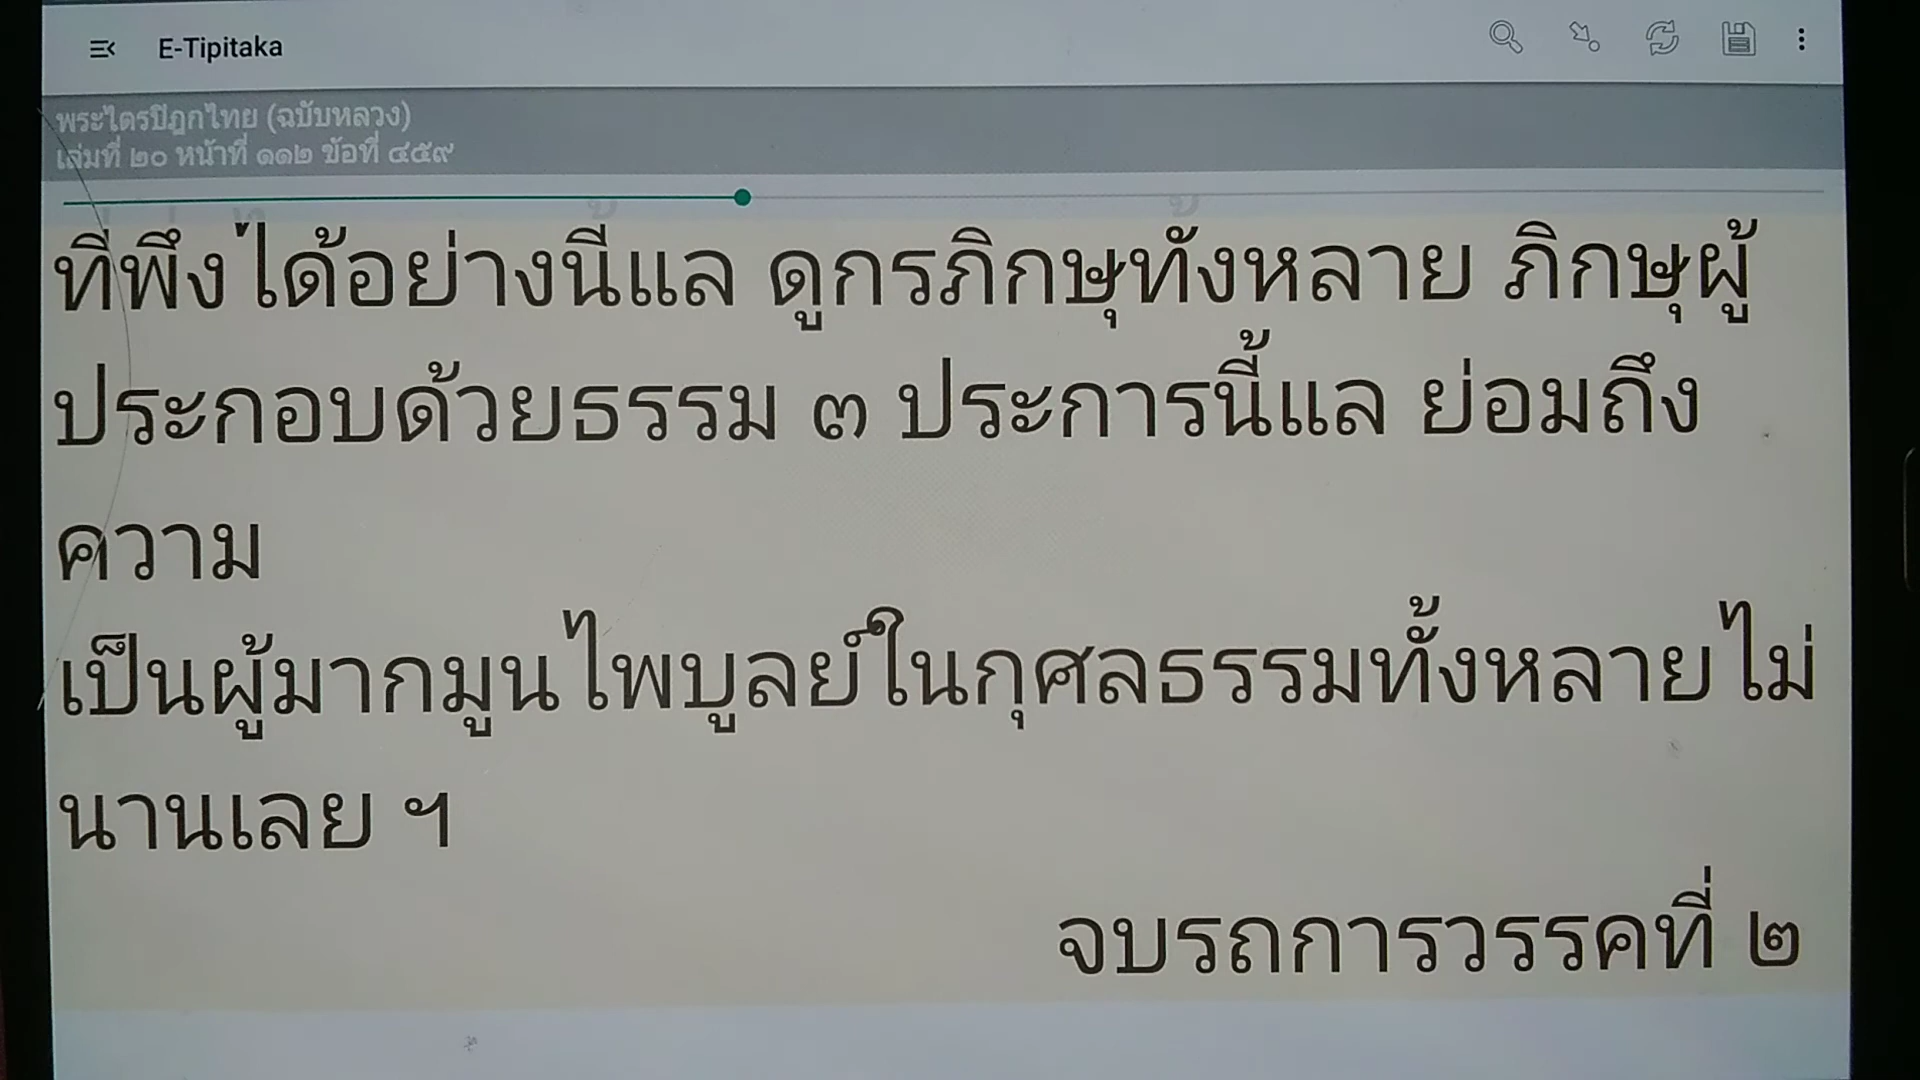 E-Tipitaka
พระไตรปิฎกไทย (ฉบับหลวง)
เล่มที่ ๒๐ หน้าที่ ๑๑๒ ข้อที่ ๔๕๙
ที่พึ่งได้อย่างนี้แล ดูกรภิกษุทั้งหลาย ภิกษุผู้
ประกอบด้วยธรรม ๓ ประการนี้แล ย่อมถึง
ความ
เป็นผู้มากมูนไพบูลย์ในกุศลธรรมทั้งหลายไม่
นานเลย ฯ
จบรถการวรรคที่ ๒